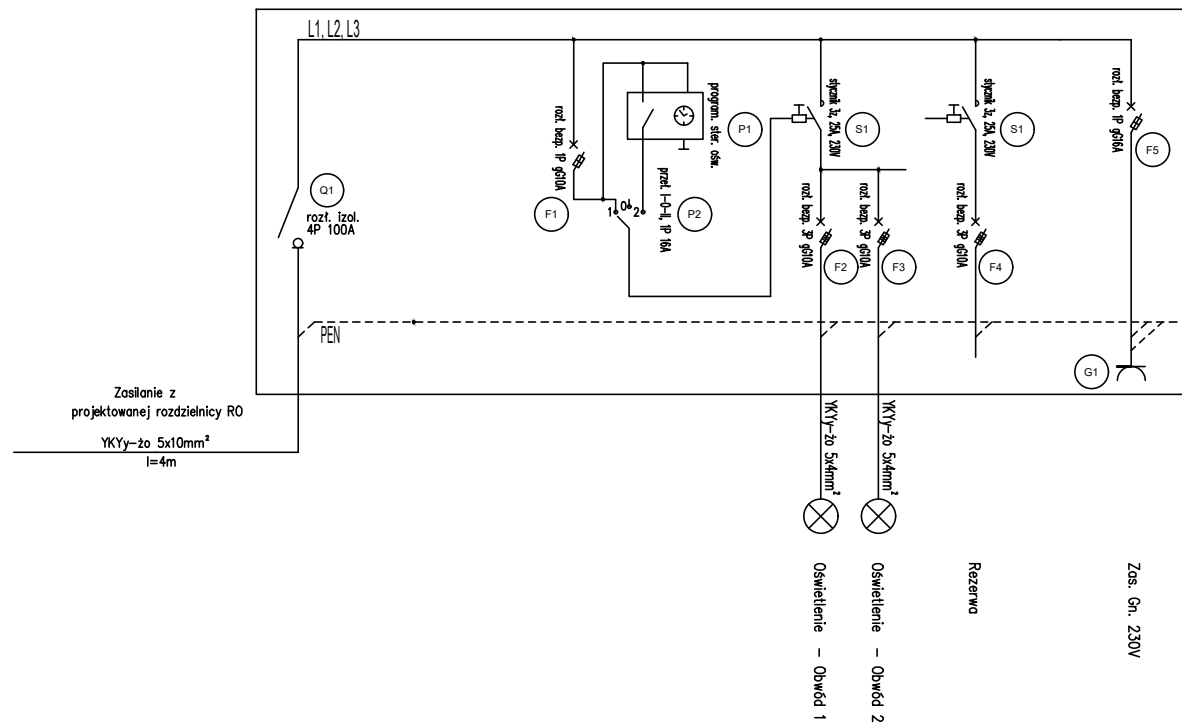 L1, L2, L3
Q1
rozł. izol.
4P 100A
rozł. bezp. 1P gG10A
F1
program. ster. ośw.
P1
przeł. I-0-II, 1P 16A
1
0
2
P2
stycznik 3z, 25A, 230V
S1
rozł. bezp. 3P gG10A
F2
rozł. bezp. 3P gG10A
F3
stycznik 3z, 25A, 230V
S1
rozł. bezp. 3P gG10A
F4
rozł. bezp. 1P gG16A
F5
PEN
G1
Zasilanie z
projektowanej rozdzielnicy RO
YKYy-żo 5x10mm²
l=4m
YKYy-żo 5x4mm²
YKYy-żo 5x4mm²
Oświetlenie - Obwód 1
Oświetlenie - Obwód 2
Rezerwa
Zas. Gn. 230V